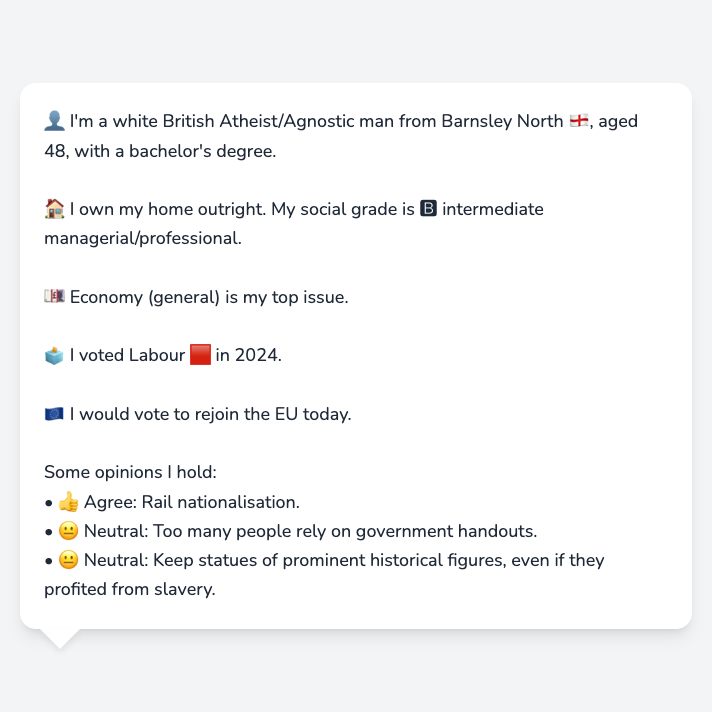 👤 I'm a white British Atheist/Agnostic man from Barnsley North 🏴󠁧󠁢󠁥󠁮󠁧󠁿, aged
48, with a bachelor's degree.
🏠 I own my home outright. My social grade is 🅱 intermediate
managerial/professional.
💷 Economy (general) is my top issue.
🗳️ I voted Labour 🟥 in 2024.
🇪🇺 I would vote to rejoin the EU today.
Some opinions I hold:
• 👍 Agree: Rail nationalisation.
• 😐 Neutral: Too many people rely on government handouts.
• 😐 Neutral: Keep statues of prominent historical figures, even if they
profited from slavery.